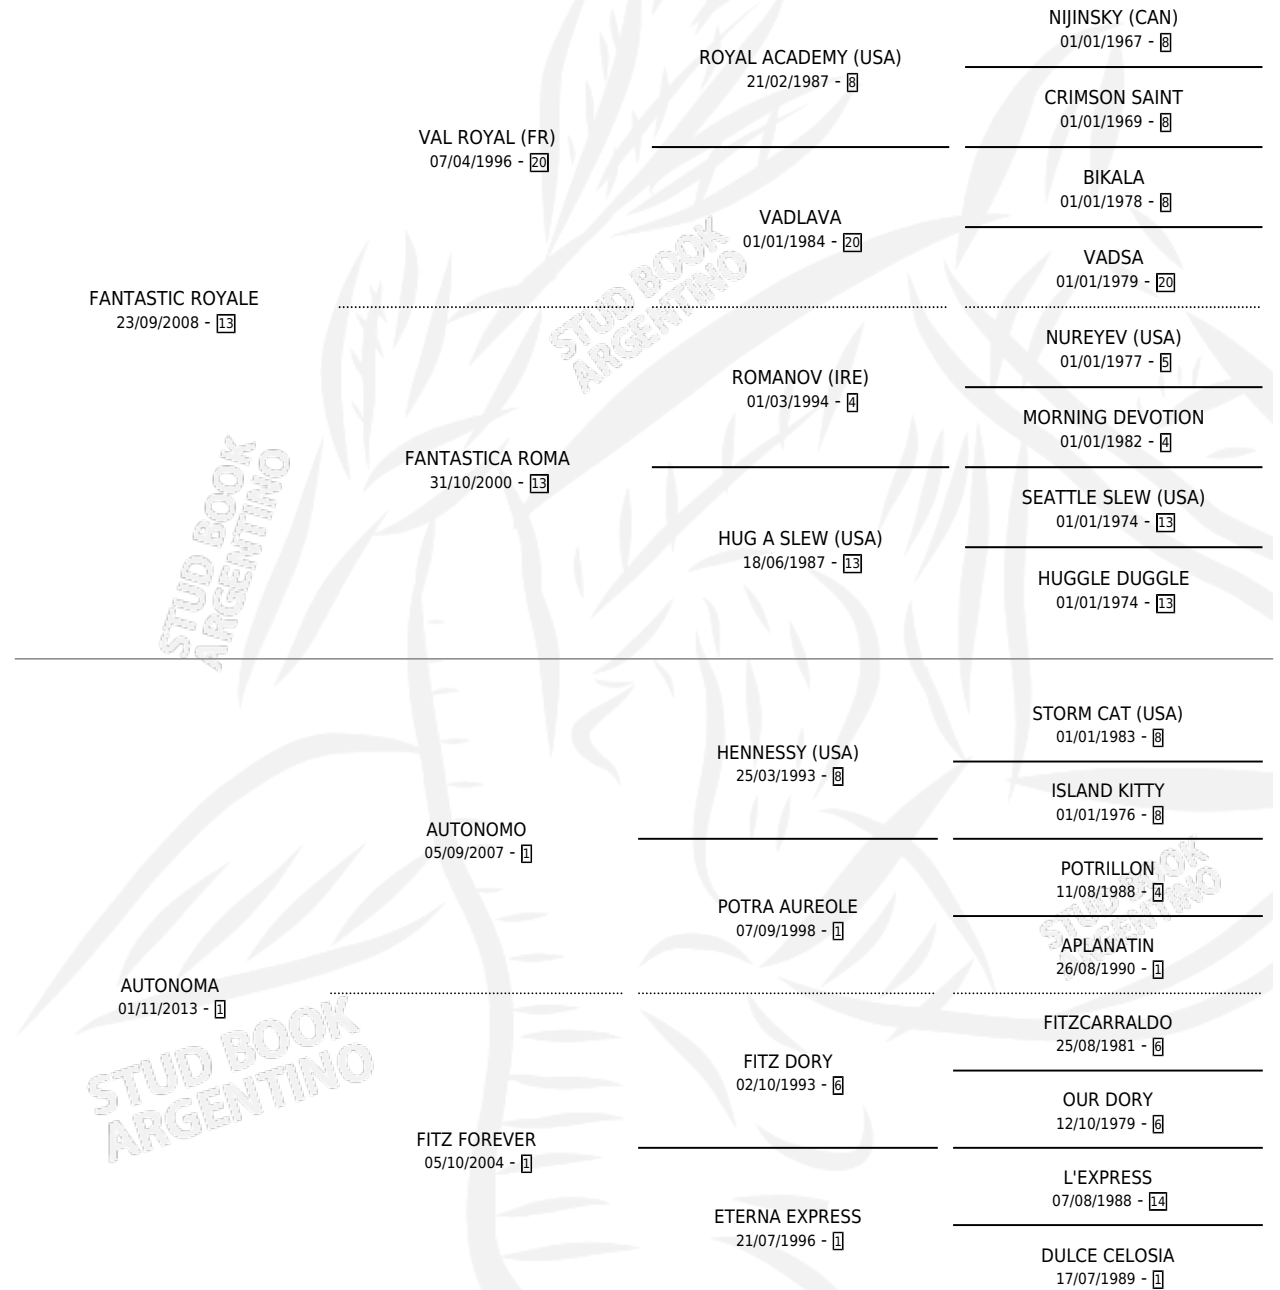 NIJINSKY (CAN)
01/01/1967 - 8
ROYAL ACADEMY (USA)
21/02/1987 - 8
CRIMSON SAINT
01/01/1969 - 8
VAL ROYAL (FR)
07/04/1996 - 20
BIKALA
01/01/1978 - 8
VADLAVA
01/01/1984 - 20
VADSA
01/01/1979 - 20
FANTASTIC ROYALE
23/09/2008 - 13
STUD BOOK
ARGENTINO
NUREYEV (USA)
01/01/1977 - 5
ROMANOV (IRE)
01/03/1994 - 4
MORNING DEVOTION
01/01/1982 - 4
FANTASTICA ROMA
31/10/2000 - 13
SEATTLE SLEW (USA)
01/01/1974 - 13
HUG A SLEW (USA)
18/06/1987 - 13
HUGGLE DUGGLE
01/01/1974 - 13
STUD BOOK
ARGENTINO
STORM CAT (USA)
01/01/1983 - 8
HENNESSY (USA)
25/03/1993 - 8
ISLAND KITTY
01/01/1976 - 8
AUTONOMO
05/09/2007 - 1
POTRILLON
11/08/1988 - 4
POTRA AUREOLE
07/09/1998 - 1
APLANATIN
26/08/1990 - 1
STUD BOOK
ARGENTINO
AUTONOMA
01/11/2013 - 1
FITZCARRALDO
25/08/1981 - 6
FITZ DORY
02/10/1993 - 6
OUR DORY
12/10/1979 - 6
STUD BOOK
ARGENTINO
FITZ FOREVER
05/10/2004 - 1
L'EXPRESS
07/08/1988 - 14
ETERNA EXPRESS
21/07/1996 - 1
DULCE CELOSIA
17/07/1989 - 1